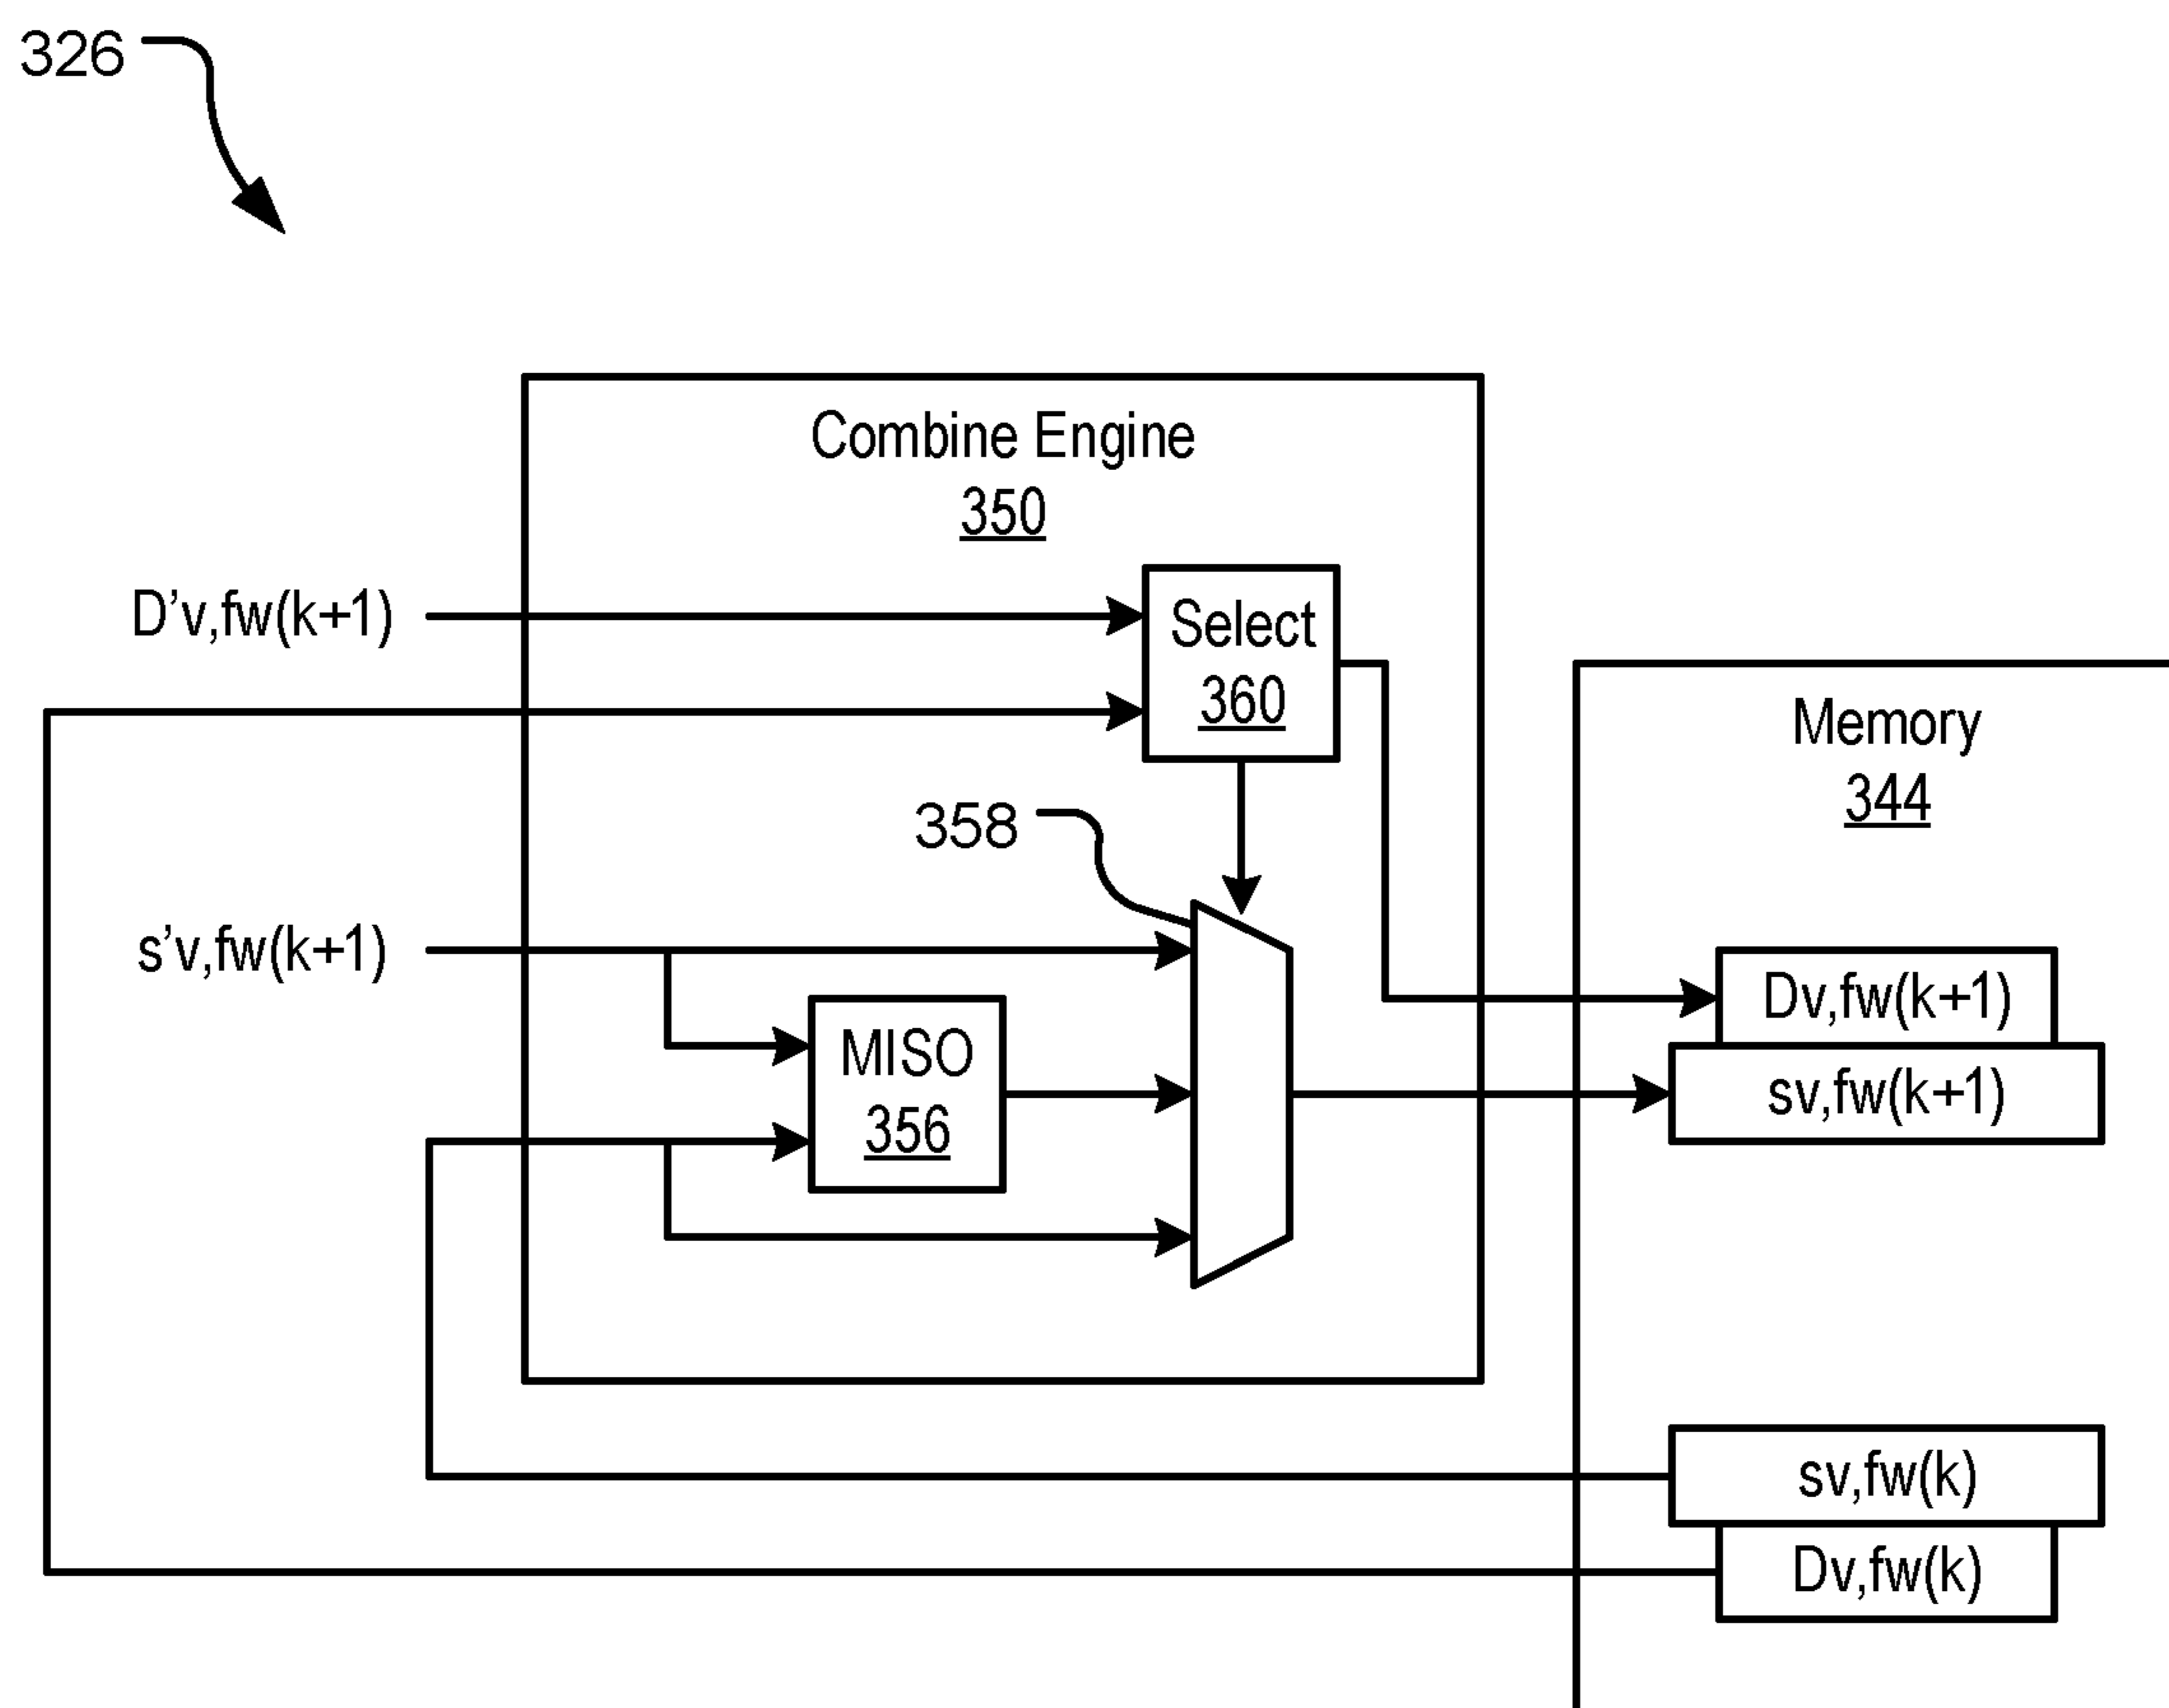 326
Combine Engine
350
D'v,fw(k+1)
Select
360
Memory
344
358
s'v,fw(k+1)
MISO
356
Dv,fw(k+1)
sv,fw(k+1)
sv,fw(k)
Dv,fw(k)